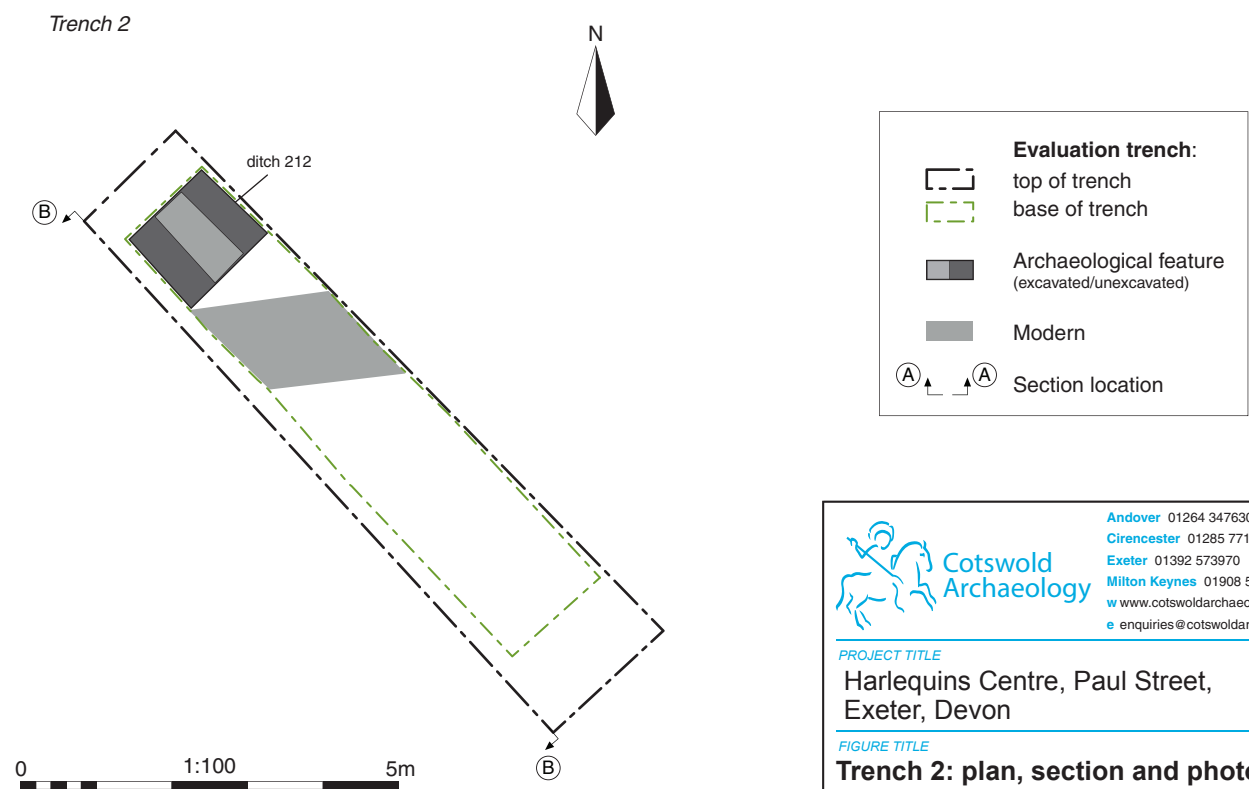 Trench 2
N
ditch 212
B
B
0 1:100 5m
Evaluation trench:
top of trench
base of trench
Archaeological feature
(excavated/unexcavated)
Modern
A A
Section location
Cotswold
Archaeology
Andover 01264 347630
Cirencester 01285 771
Exeter 01392 573970
Milton Keynes 01908 5
w www.cotswoldarchaeo
e enquiries@cotswoldar
PROJECT TITLE
Harlequins Centre, Paul Street,
Exeter, Devon
FIGURE TITLE
Trench 2: plan, section and phot